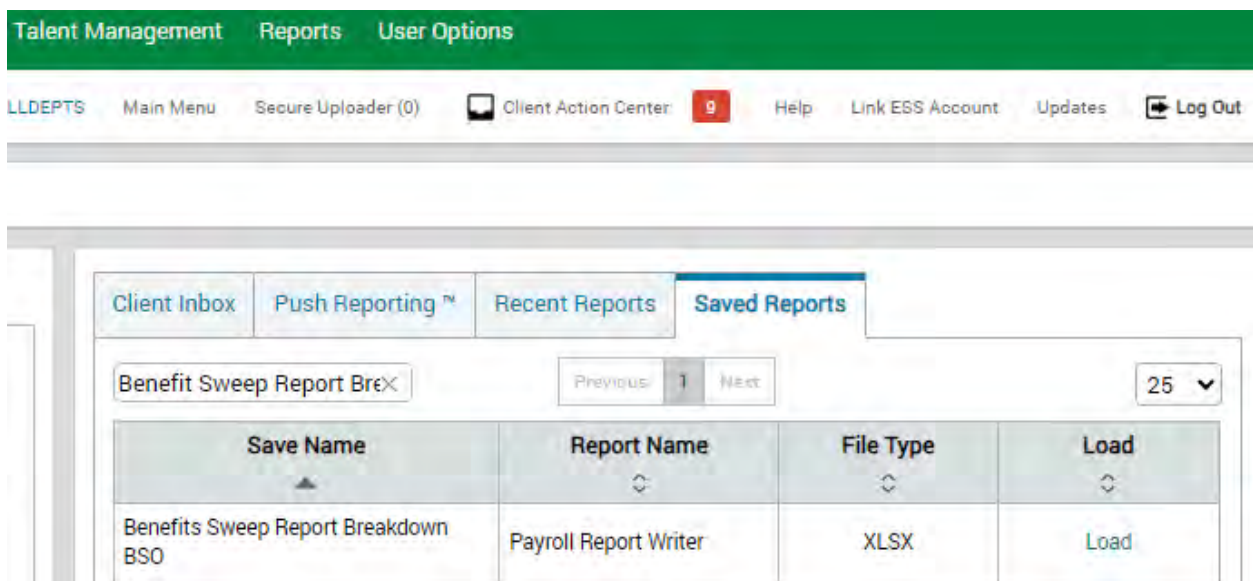 Talent Management Reports User Options
LLDEPTS Main Menu Secure Uploader (0) Client Action Center 9 Help Link ESS Account Updates Log Out
Client Inbox Push Reporting ™ Recent Reports Saved Reports
Benefit Sweep Report Bre Previous 1 Next 25
Save Name Report Name File Type Load
Benefits Sweep Report Breakdown
BSO Payroll Report Writer XLSX Load